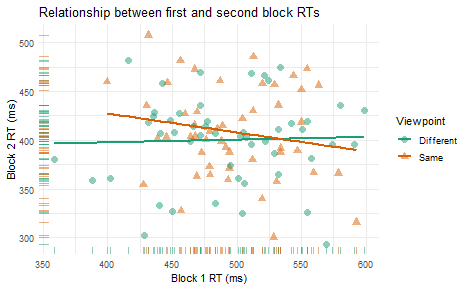 Relationship between first and second block RTs
Block 2 RT (ms)
500
450
400
350
300
350
400
450
500
550
600
Block 1 RT (ms)
Viewpoint
Different
Same